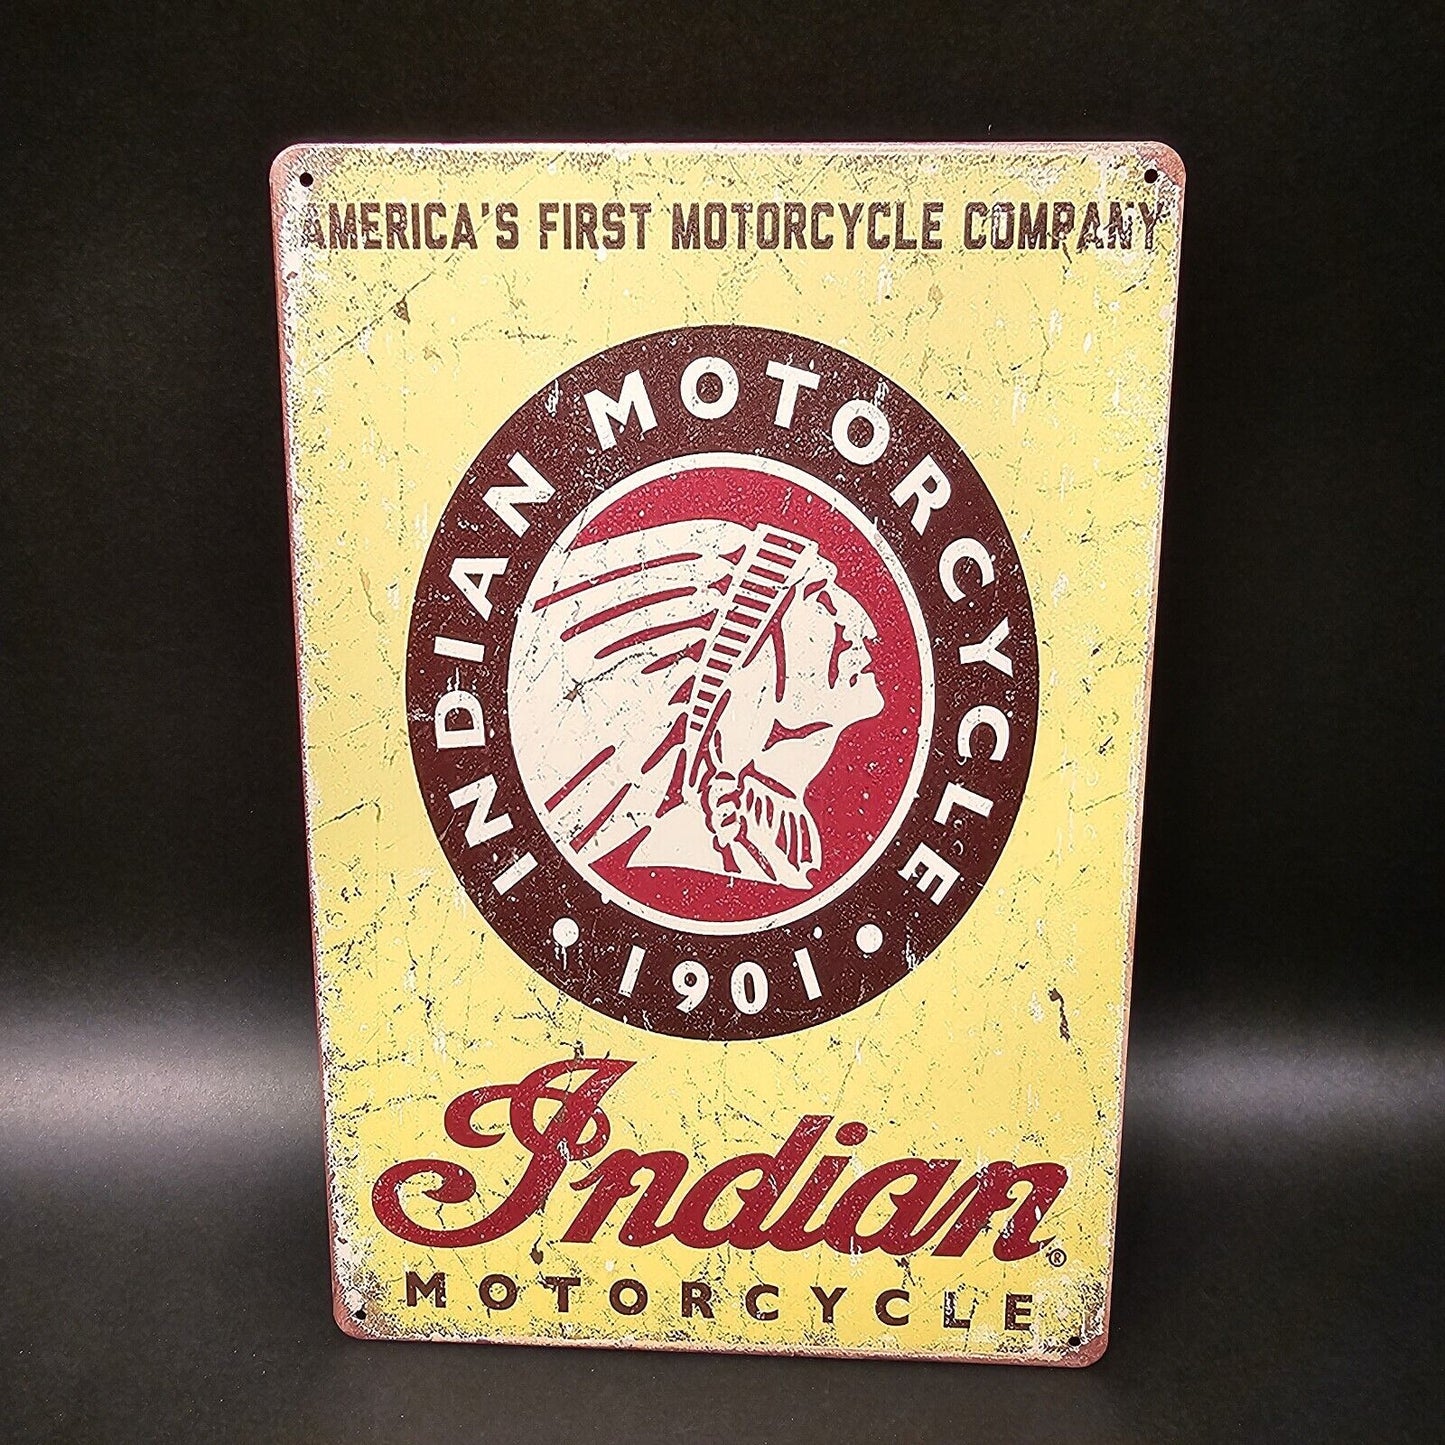 AMERICA'S FIRST MOTORCYCLE COMPANY
INDIAN MOTORCYCLE
• 1901 •
Indian®
MOTORCYCLE